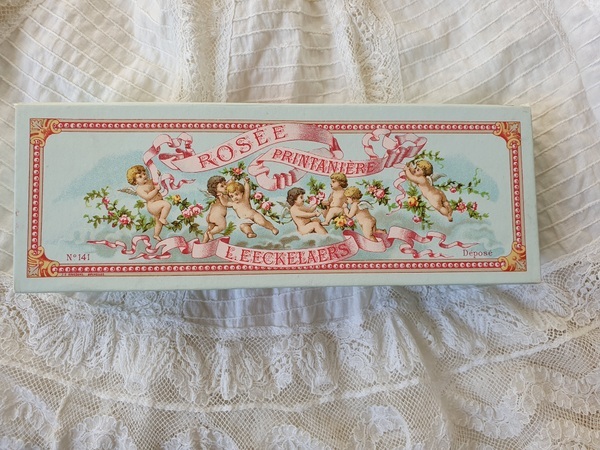 ROSÉE
PRINTANIÈRE
L. EECKELAERS
Nº 141
Déposé